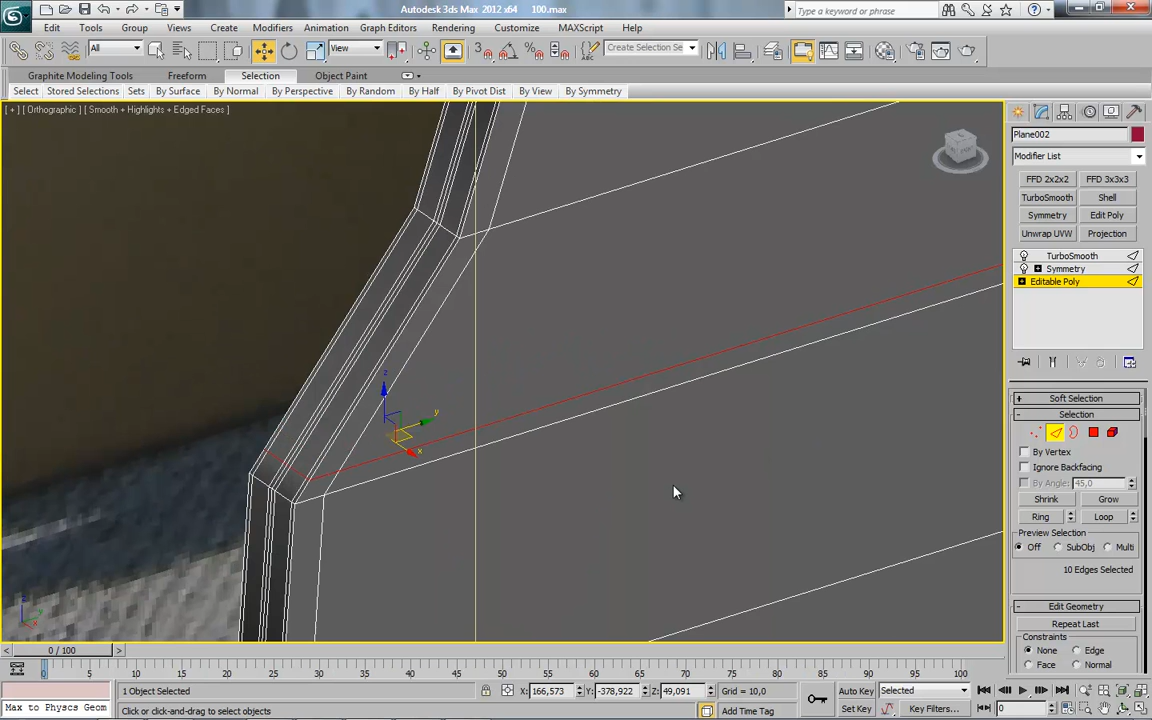 Autodesk 3ds Max 2012 x64 100.max
Type a keyword or phrase
Edit Tools Group Views Create Modifiers Animation Graph Editors Rendering Customize MAXScript Help
All View Create Selection Se
Graphite Modeling Tools Freeform Selection Object Paint
Select Stored Selections Sets By Surface By Normal By Perspective By Random By Half By Pivot Dist By View By Symmetry
[ + ] [ Orthographic ] [ Smooth + Highlights + Edged Faces ]
Plane002
Modifier List
FFD 2x2x2 FFD 3x3x3
TurboSmooth Shell
Symmetry Edit Poly
Unwrap UVW Projection
TurboSmooth
Symmetry
Editable Poly
z
y
x
Soft Selection
Selection
By Vertex
Ignore Backfacing
By Angle: 45,0
Shrink Grow
Ring Loop
Preview Selection
Off SubObj Multi
10 Edges Selected
Edit Geometry
Repeat Last
Constraints
None Edge
Face Normal
0 / 100
0 5 10 15 20 25 30 35 40 45 50 55 60 65 70 75 80 85 90 95 100
1 Object Selected X: 166,573 Y: -378,922 Z: 49,091 Grid = 10,0 Auto Key Selected
Max to Physcs Geom Click or click-and-drag to select objects Add Time Tag Set Key Key Filters... 0